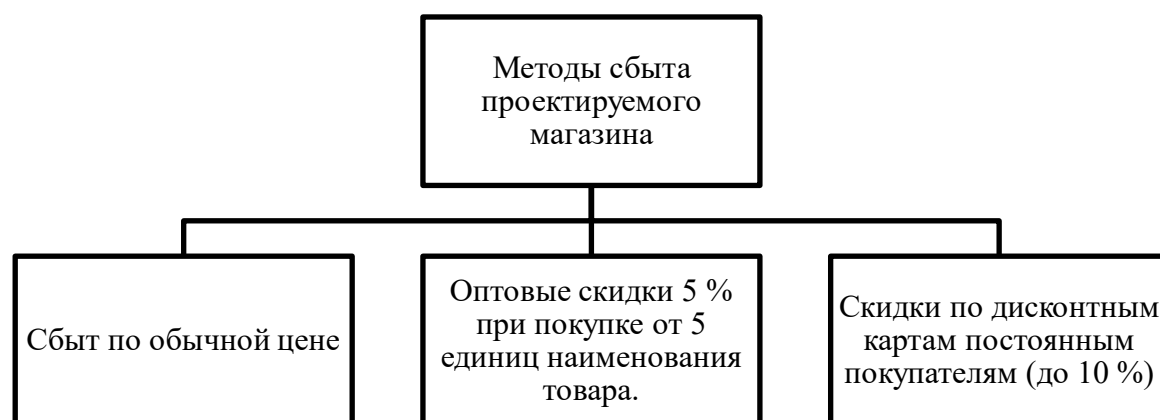 Методы сбыта
проектируемого
магазина
Сбыт по обычной цене
Оптовые скидки 5 %
при покупке от 5
единиц наименования
товара.
Скидки по дисконтным
картам постоянным
покупателям (до 10 %)